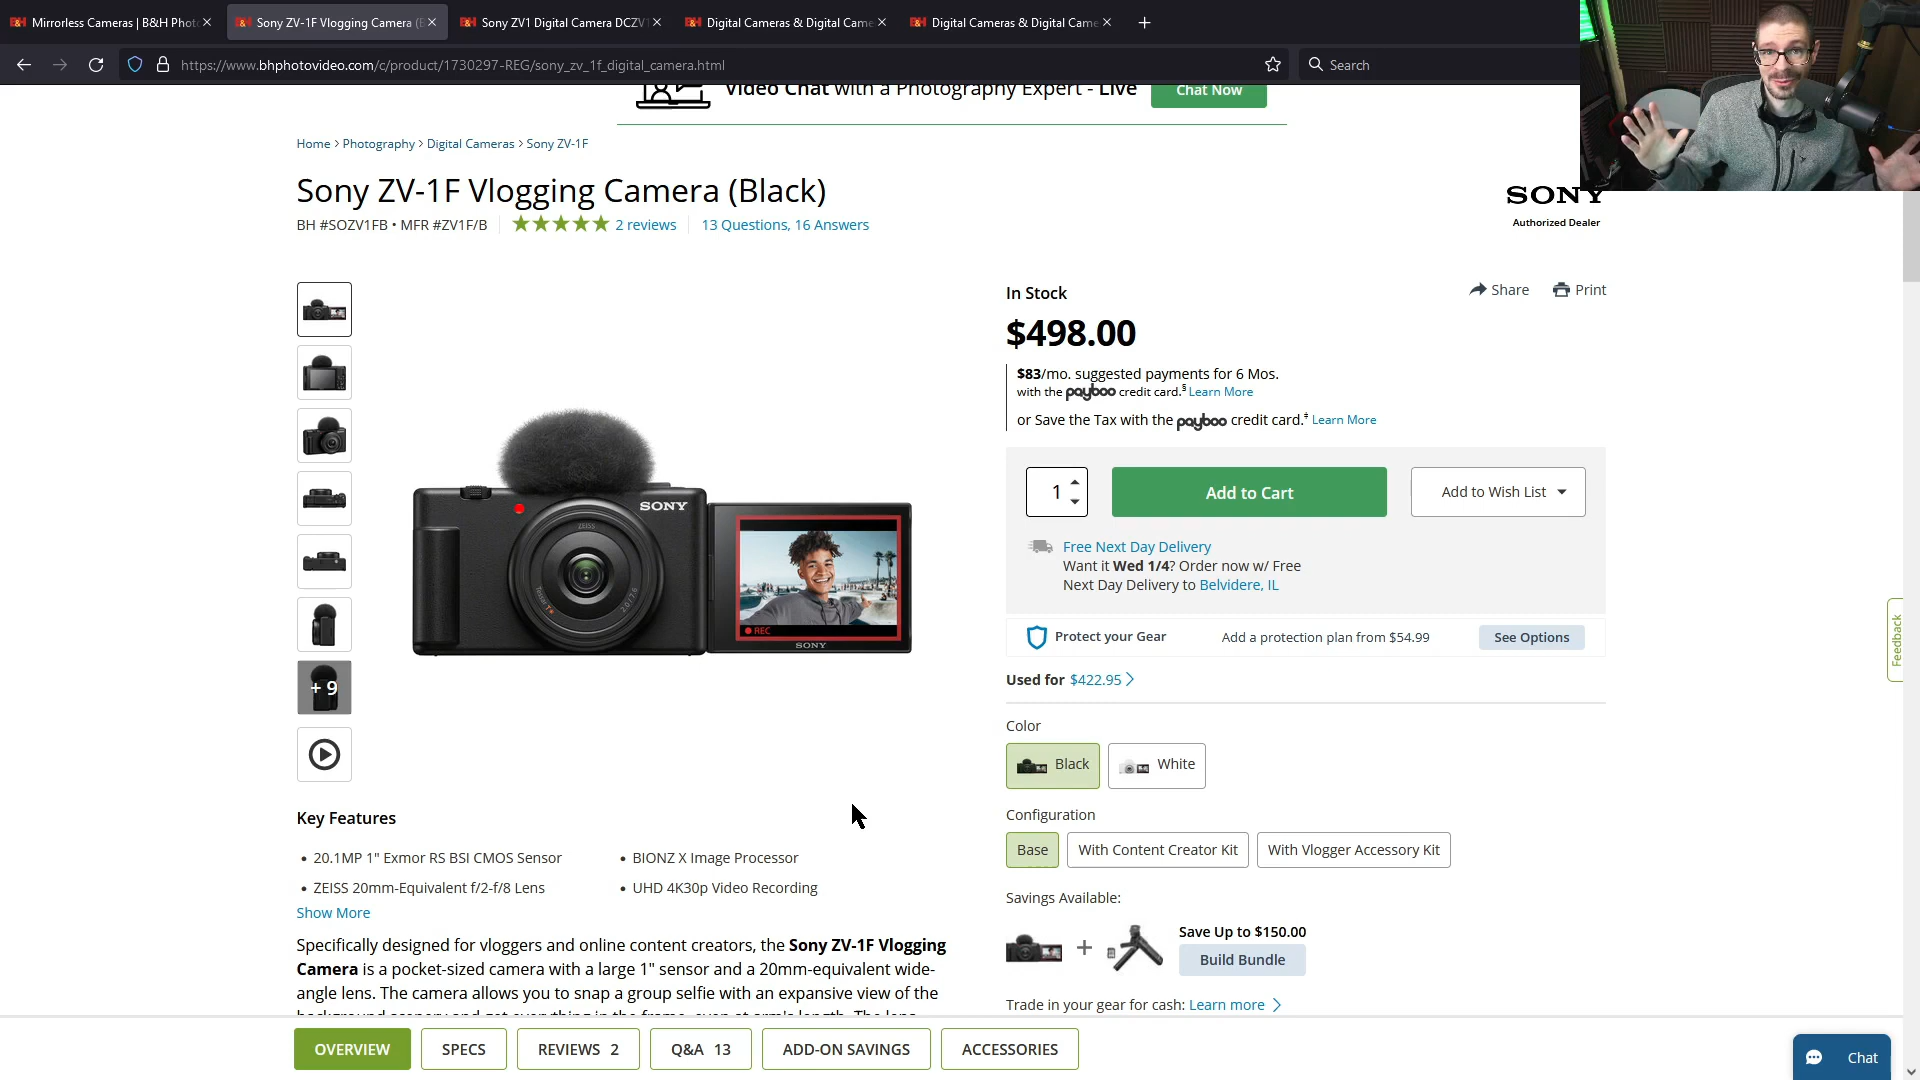 Mirrorless Cameras | B&H Phot
Sony ZV-1F Vlogging Camera (B
Sony ZV1 Digital Camera DCZV1
Digital Cameras & Digital Came
Digital Cameras & Digital Came
https://www.bhphotovideo.com/c/product/1730297-REG/sony_zv_1f_digital_camera.html
Search
Video Chat with a Photography Expert - Live
Chat Now
Home > Photography > Digital Cameras > Sony ZV-1F
Sony ZV-1F Vlogging Camera (Black)
BH #SOZV1FB • MFR #ZV1F/B
2 reviews
13 Questions, 16 Answers
SONY
Authorized Dealer
In Stock
Share
Print
$498.00
$83/mo. suggested payments for 6 Mos.
with the payboo credit card.§ Learn More
or Save the Tax with the payboo credit card.‡ Learn More
1
Add to Cart
Add to Wish List
Free Next Day Delivery
Want it Wed 1/4? Order now w/ Free
Next Day Delivery to Belvidere, IL
Protect your Gear
Add a protection plan from $54.99
See Options
Used for $422.95
SONY
ZEISS
REC
SONY
+ 9
Color
Black
White
Configuration
Base
With Content Creator Kit
With Vlogger Accessory Kit
Savings Available:
+
Save Up to $150.00
Build Bundle
Trade in your gear for cash: Learn more
Key Features
• 20.1MP 1" Exmor RS BSI CMOS Sensor
• BIONZ X Image Processor
• ZEISS 20mm-Equivalent f/2-f/8 Lens
• UHD 4K30p Video Recording
Show More
Specifically designed for vloggers and online content creators, the Sony ZV-1F Vlogging
Camera is a pocket-sized camera with a large 1" sensor and a 20mm-equivalent wide-
angle lens. The camera allows you to snap a group selfie with an expansive view of the
OVERVIEW
SPECS
REVIEWS 2
Q&A 13
ADD-ON SAVINGS
ACCESSORIES
Feedback
Chat